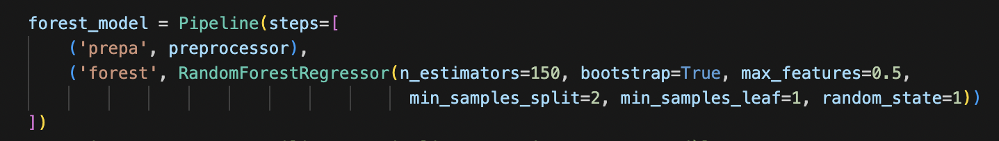 forest_model = Pipeline(steps=[
    ('prepa', preprocessor),
    ('forest', RandomForestRegressor(n_estimators=150, bootstrap=True, max_features=0.5,
                                      min_samples_split=2, min_samples_leaf=1, random_state=1))
])